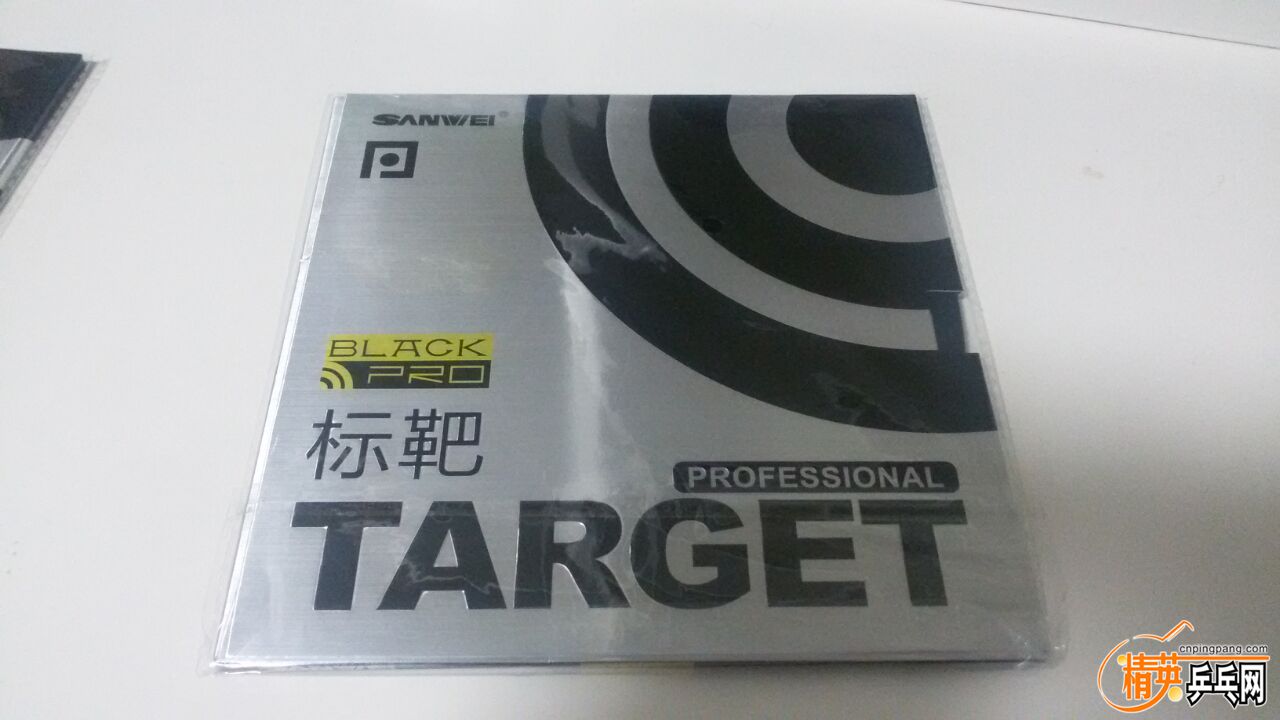 SANWEI®
BLACK
PRO
标靶
PROFESSIONAL
TARGET
cnpingpang.com
精英乒乓网